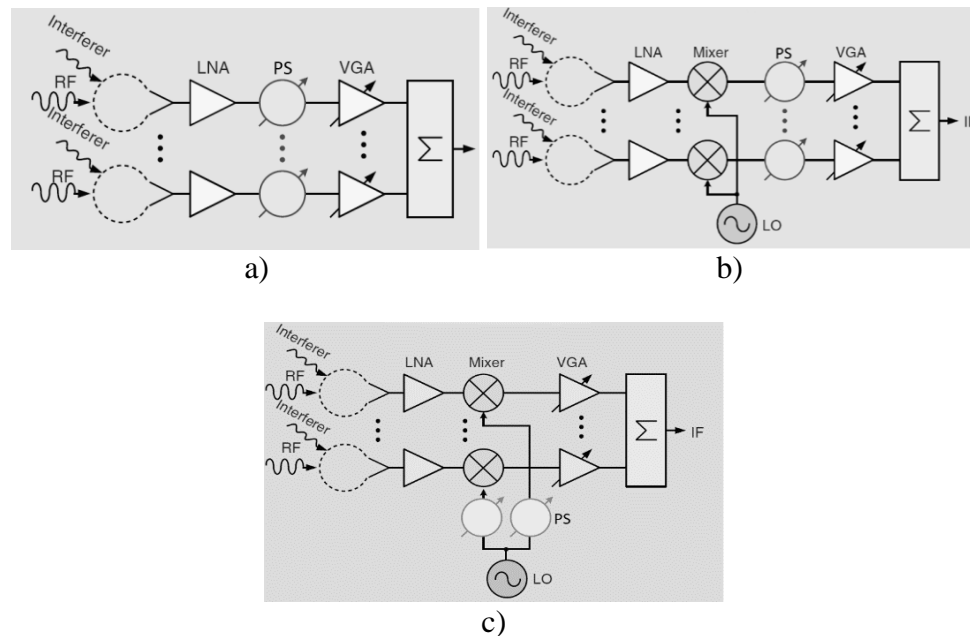 Interferer
LNA
PS
VGA
RF
Interferer
RF
Σ
a)
Interferer
LNA
Mixer
PS
VGA
RF
Interferer
RF
Σ
LO
b)
Interferer
LNA
Mixer
VGA
RF
Interferer
RF
Σ
IF
PS
LO
c)